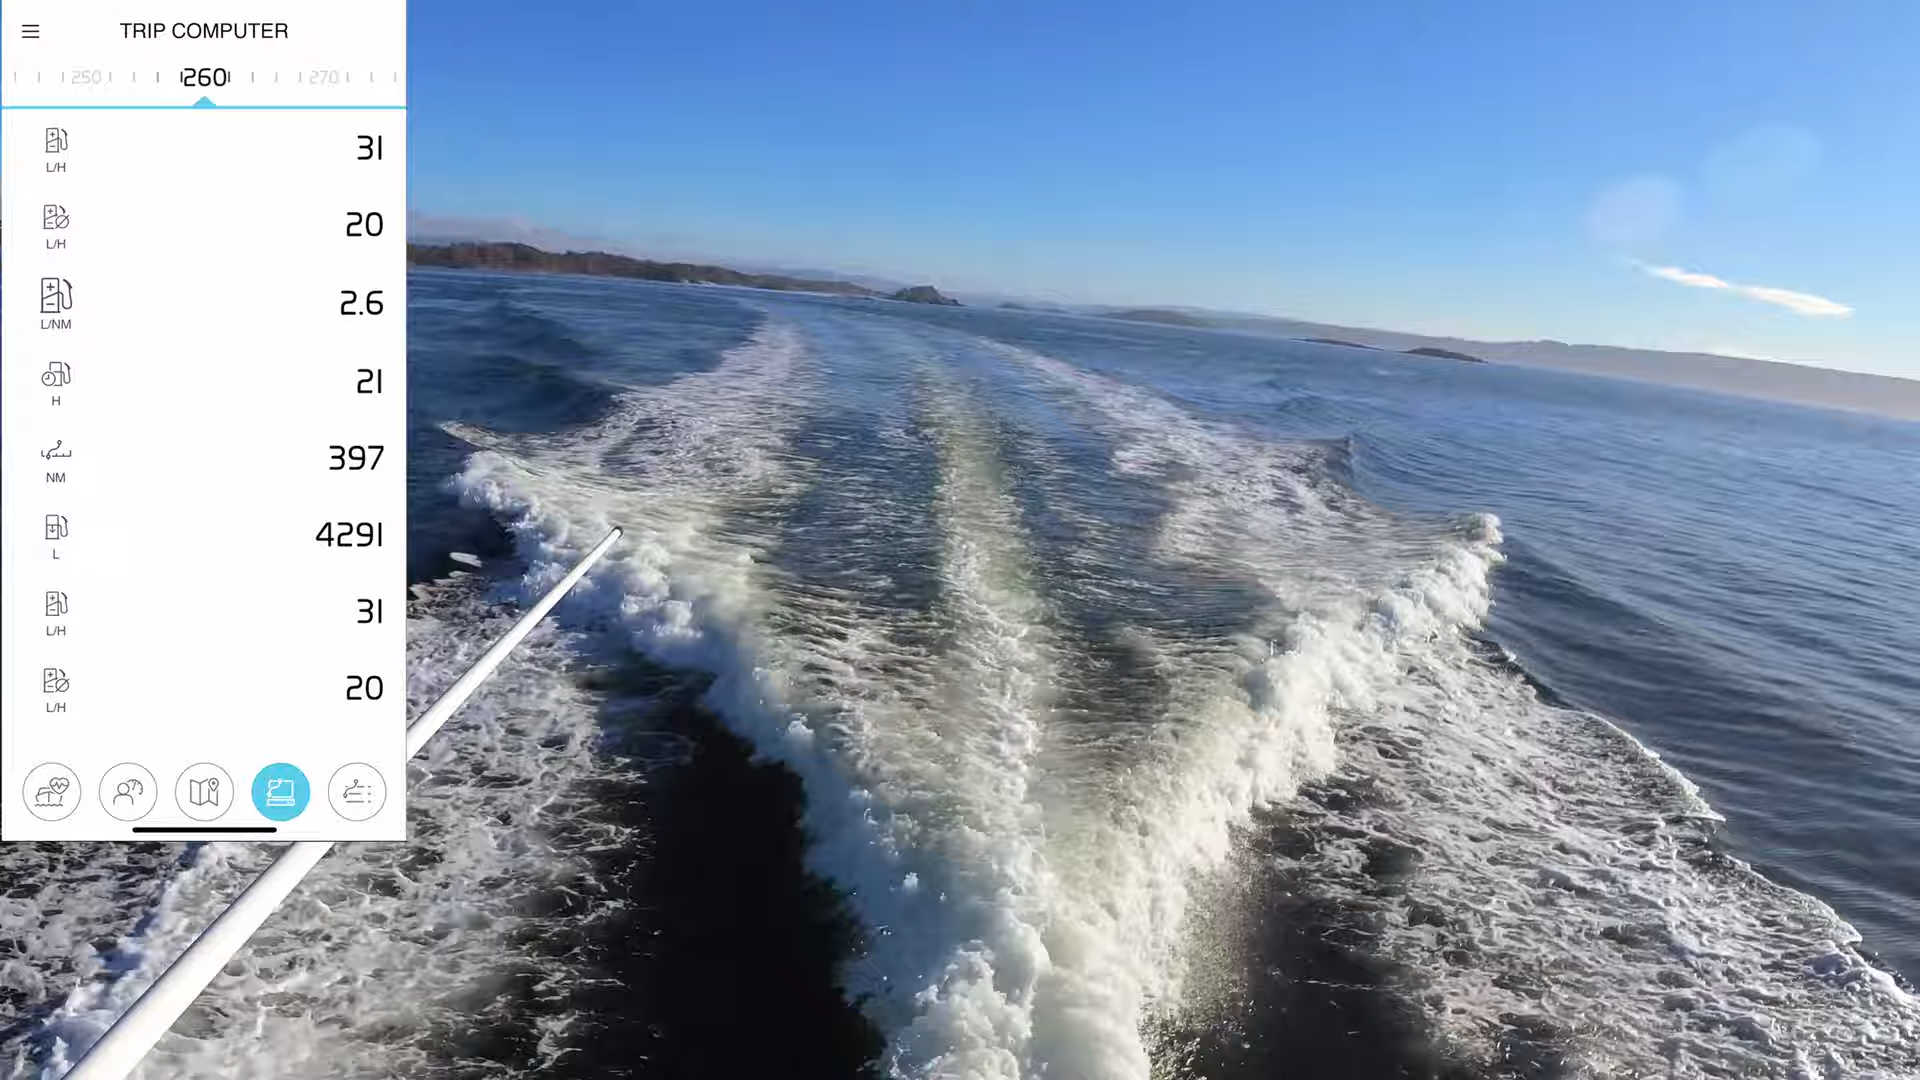 TRIP COMPUTER
250 260 270
L/H 31
L/H 20
L/NM 2.6
H 21
NM 397
L 4291
L/H 31
L/H 20